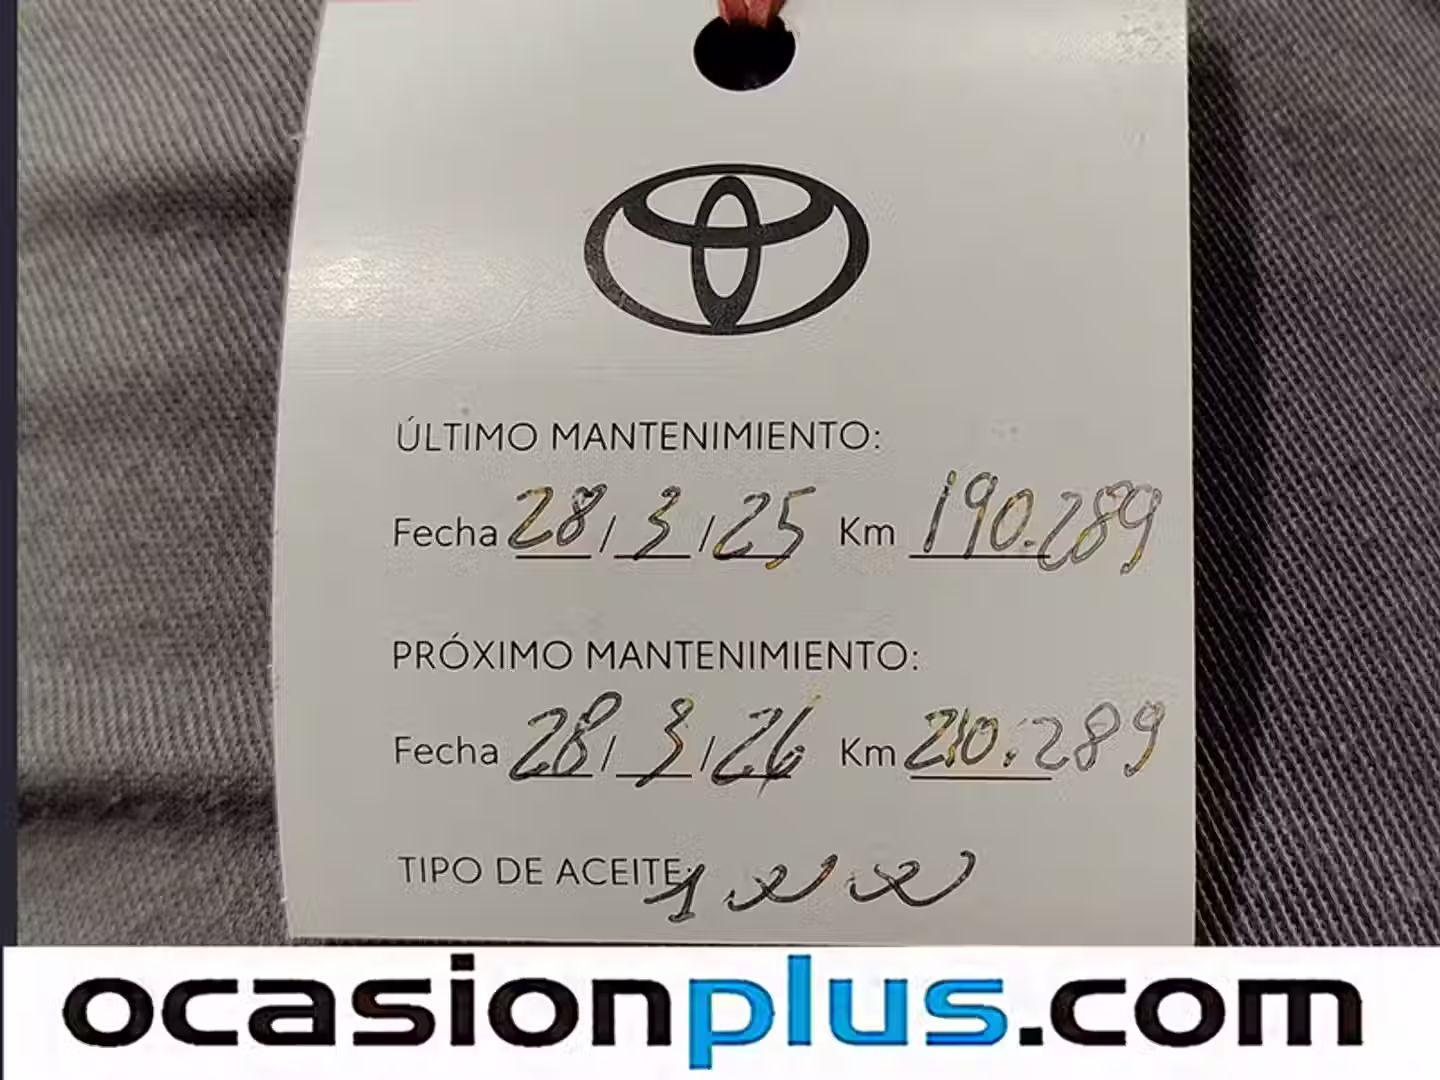 ÚLTIMO MANTENIMIENTO:
Fecha 28/3/25 Km 190.289
PRÓXIMO MANTENIMIENTO:
Fecha 28/3/26 Km 210.289
TIPO DE ACEITE:
ocasionplus.com